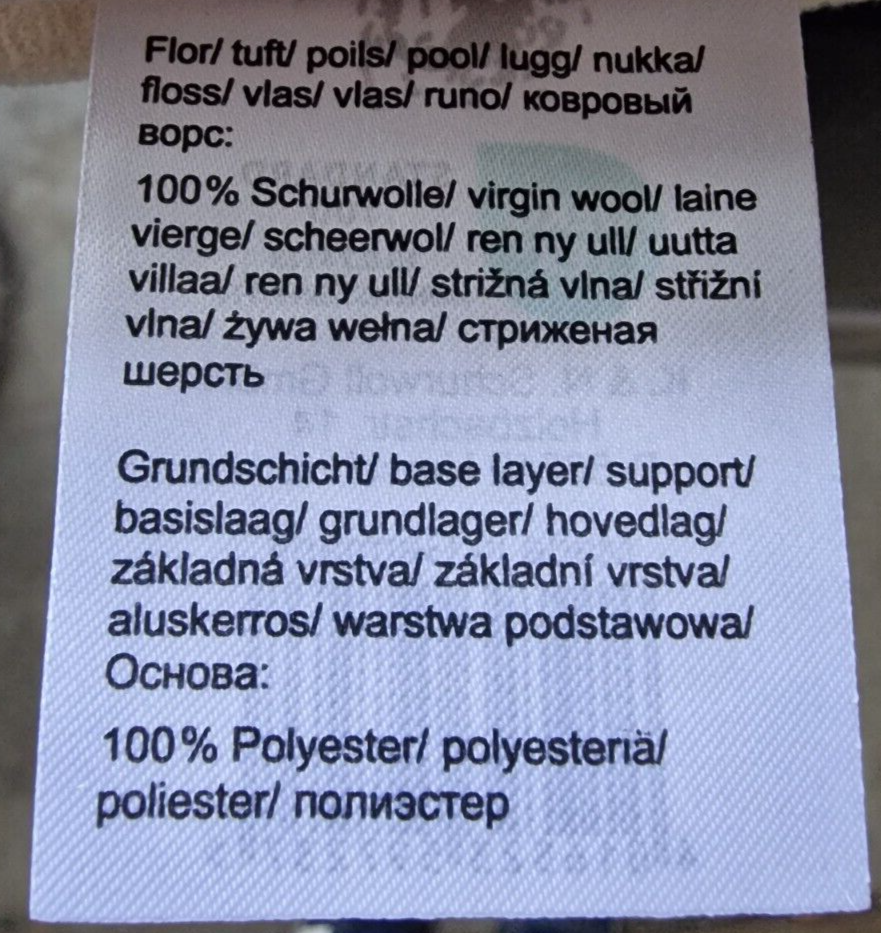 Flor/ tuft/ poils/ pool/ lugg/ nukka/
floss/ vlas/ vlas/ runo/ ковровый
ворс:
100% Schurwolle/ virgin wool/ laine
vierge/ scheerwol/ ren ny ull/ uutta
villaa/ ren ny ull/ strižná vlna/ střižní
vlna/ żywa wełna/ стриженая
шерсть
Grundschicht/ base layer/ support/
basislaag/ grundlager/ hovedlag/
základná vrstva/ základní vrstva/
aluskerros/ warstwa podstawowa/
Основа:
100% Polyester/ polyesteriä/
poliester/ полиэстер